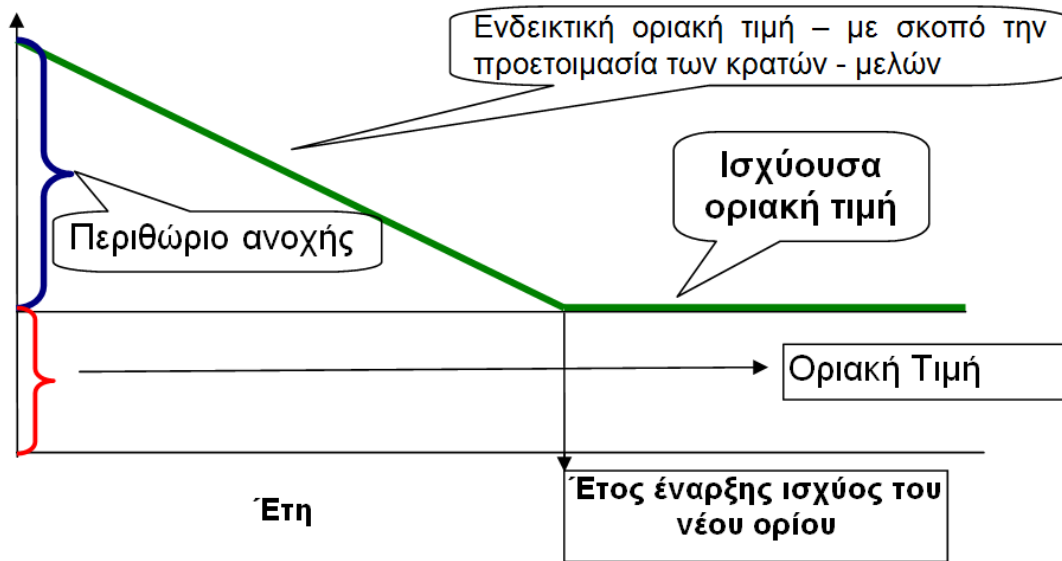 Ενδεικτική οριακή τιμή – με σκοπό την
προετοιμασία των κρατών - μελών
Ισχύουσα
οριακή τιμή
Περιθώριο ανοχής
Οριακή Τιμή
Έτη
Έτος έναρξης ισχύος του
νέου ορίου